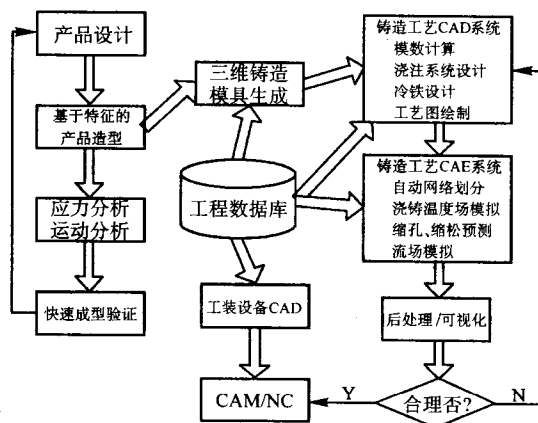 产品设计
基于特征的
产品造型
应力分析
运动分析
快速成型验证
三维铸造
模具生成
工程数据库
工装设备CAD
CAM/NC
铸造工艺CAD系统
模数计算
浇注系统设计
冷铁设计
工艺图绘制
铸造工艺CAE系统
自动网络划分
浇铸温度场模拟
缩孔、缩松预测
流场模拟
后处理/可视化
合理否?
Y
N